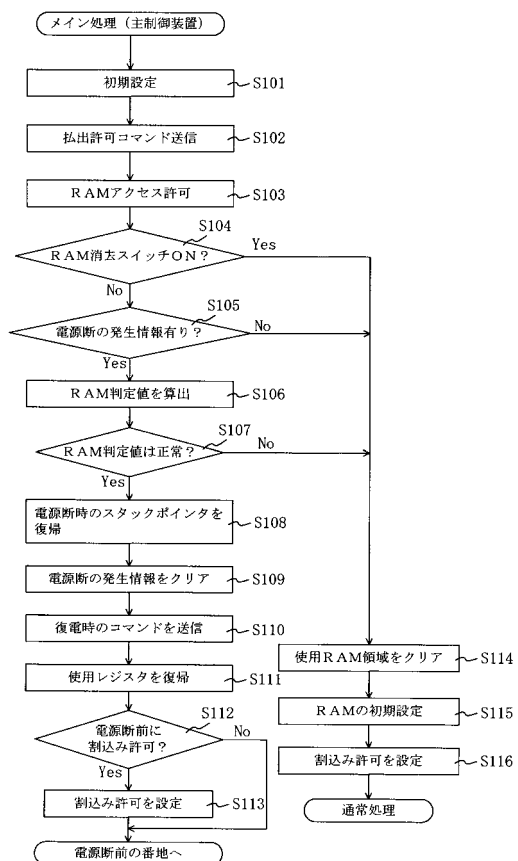 メイン処理（主制御装置）
初期設定
S101
払出許可コマンド送信
S102
ＲＡＭアクセス許可
S103
S104
ＲＡＭ消去スイッチＯＮ？
Yes
No
S105
電源断の発生情報有り？
No
Yes
ＲＡＭ判定値を算出
S106
S107
ＲＡＭ判定値は正常？
No
Yes
電源断時のスタックポインタを
復帰
S108
電源断の発生情報をクリア
S109
復電時のコマンドを送信
S110
使用レジスタを復帰
S111
S112
電源断前に
割込み許可？
No
Yes
割込み許可を設定
S113
電源断前の番地へ
使用ＲＡＭ領域をクリア
S114
ＲＡＭの初期設定
S115
割込み許可を設定
S116
通常処理